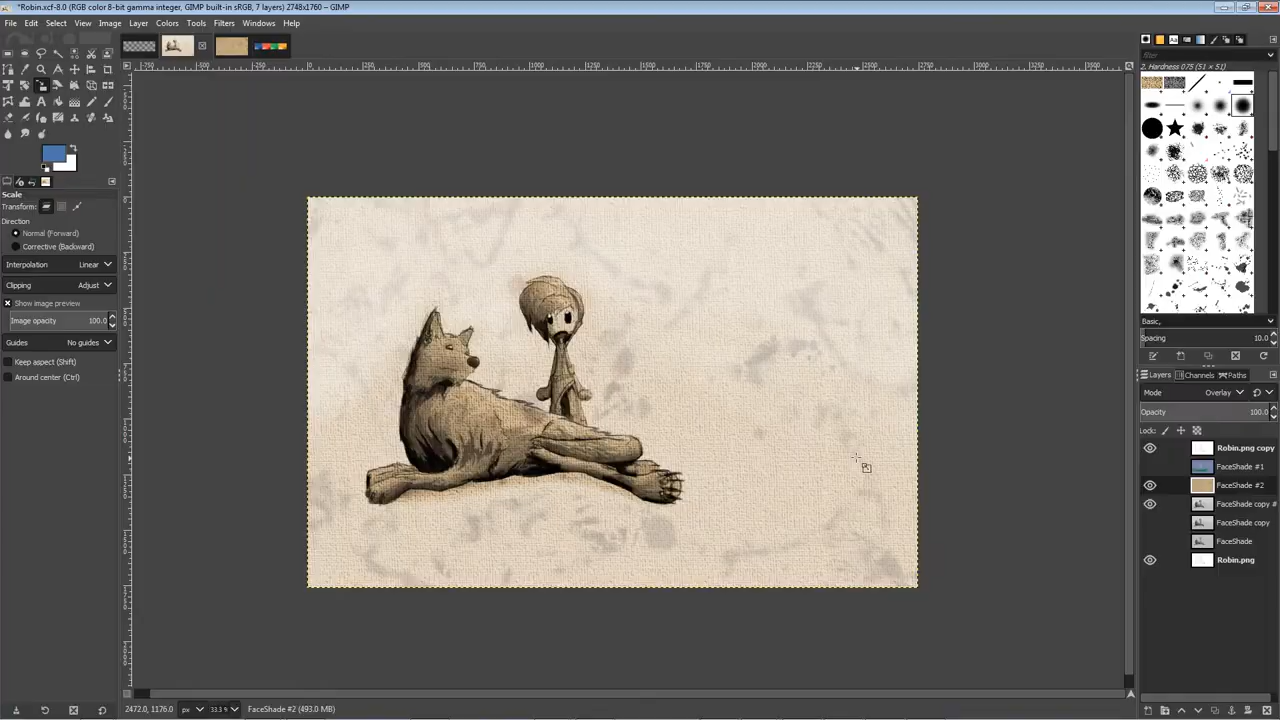 *Robin.xcf-8.0 (RGB color 8-bit gamma integer, GIMP built-in sRGB, 7 layers) 2748x1760 – GIMP
File Edit Select View Image Layer Colors Tools Filters Windows Help
filter
2. Hardness 075 (51 × 51)
Scale
Transform:
Direction
Normal (Forward)
Corrective (Backward)
Interpolation Linear
Clipping Adjust
Show image preview
Image opacity 100.0
Guides No guides
Keep aspect (Shift)
Around center (Ctrl)
Basic,
Spacing 10.0
Layers Channels Paths
Mode Overlay
Opacity 100.0
Lock:
Robin.png copy
FaceShade #1
FaceShade #2
FaceShade copy #
FaceShade copy
FaceShade
Robin.png
2472.0, 1176.0 px 33.3 % FaceShade #2 (493.0 MB)